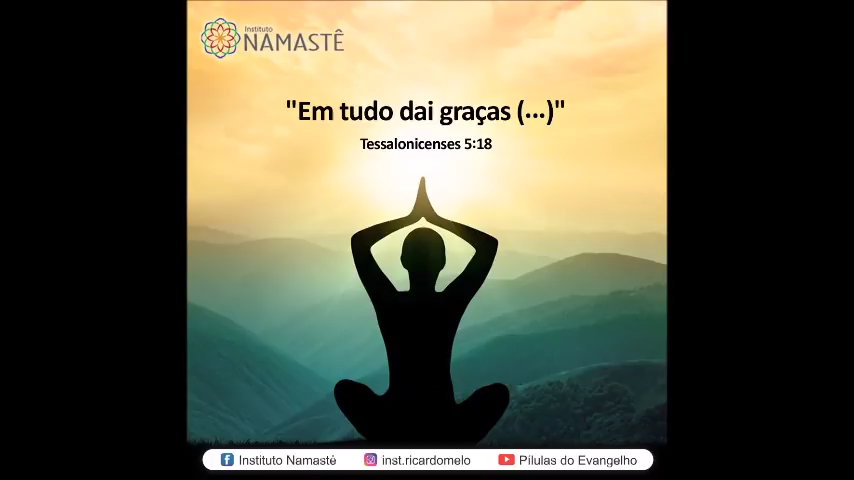 Instituto
NAMASTÊ
"Em tudo dai graças (...)"
Tessalonicenses 5:18
Instituto Namastê inst.ricardomelo Pílulas do Evangelho